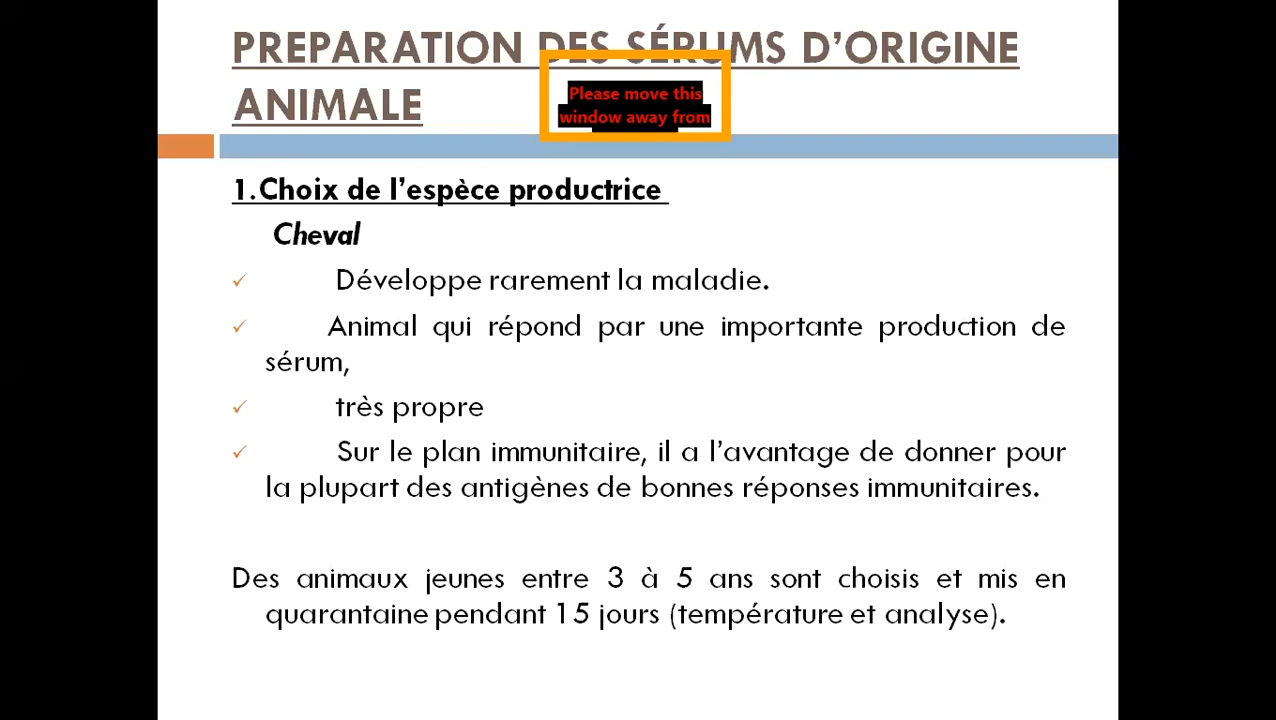 PREPARATION DES SÉRUMS D'ORIGINE
ANIMALE
Please move this
window away from
1.Choix de l'espèce productrice
Cheval
✓ Développe rarement la maladie.
✓ Animal qui répond par une importante production de
sérum,
✓ très propre
✓ Sur le plan immunitaire, il a l'avantage de donner pour
la plupart des antigènes de bonnes réponses immunitaires.
Des animaux jeunes entre 3 à 5 ans sont choisis et mis en
quarantaine pendant 15 jours (température et analyse).